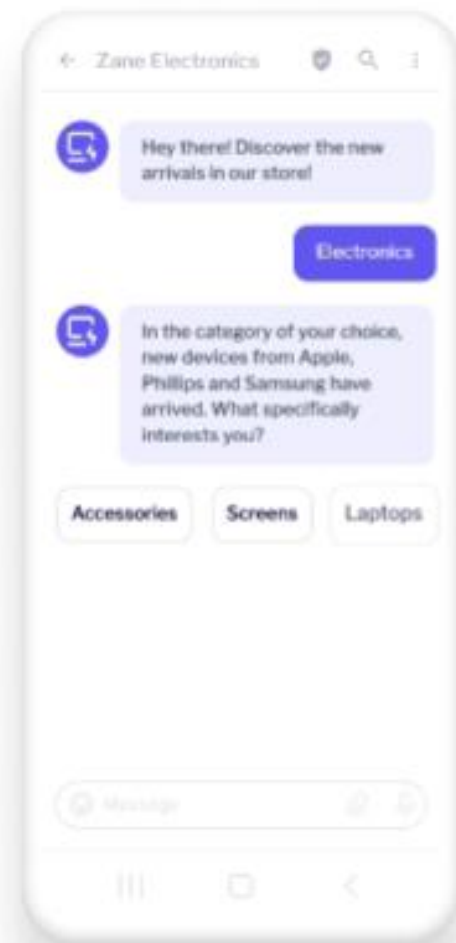 Zane Electronics
Hey there! Discover the new
arrivals in our store!
Electronics
In the category of your choice,
new devices from Apple,
Phillips and Samsung have
arrived. What specifically
interests you?
Accessories Screens Laptops
Message